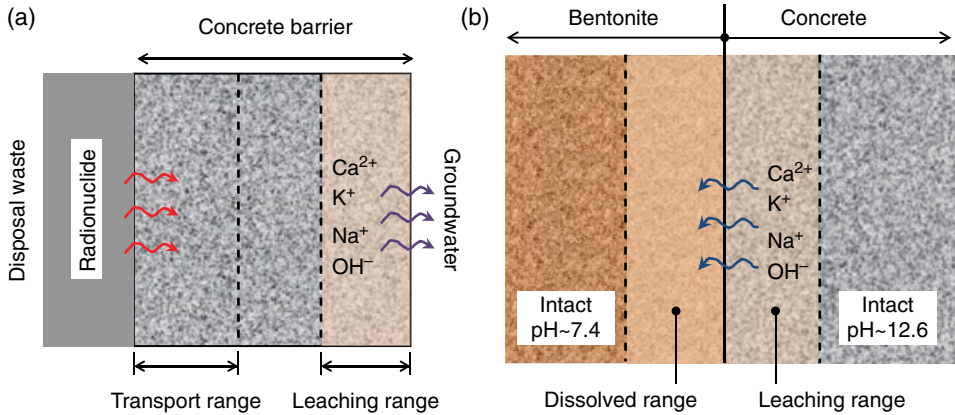 (a)
Concrete barrier
Disposal waste
Radionuclide
Ca²⁺
K⁺
Na⁺
OH⁻
Groundwater
Transport range
Leaching range
(b)
Bentonite
Concrete
Ca²⁺
K⁺
Na⁺
OH⁻
Intact
pH~7.4
Intact
pH~12.6
Dissolved range
Leaching range